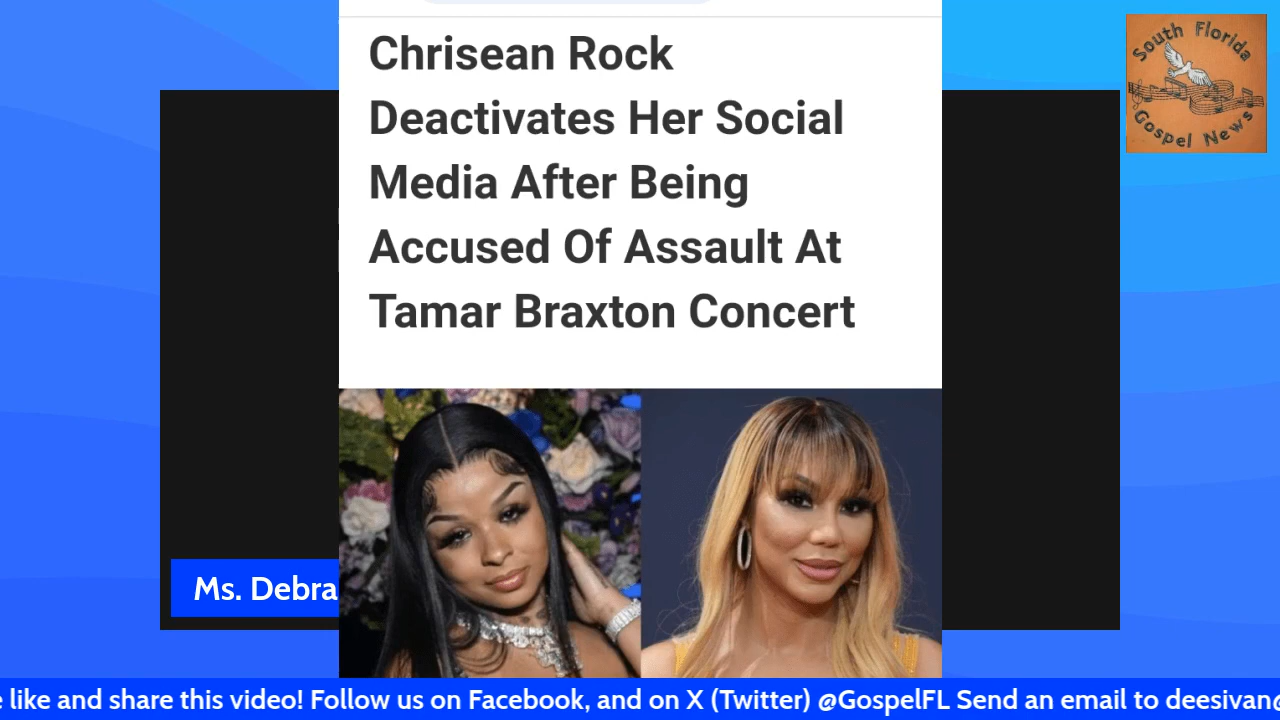 Chrisean Rock
Deactivates Her Social
Media After Being
Accused Of Assault At
Tamar Braxton Concert
South Florida
Gospel News
Ms. Debra
like and share this video! Follow us on Facebook, and on X (Twitter) @GospelFL Send an email to deesivan